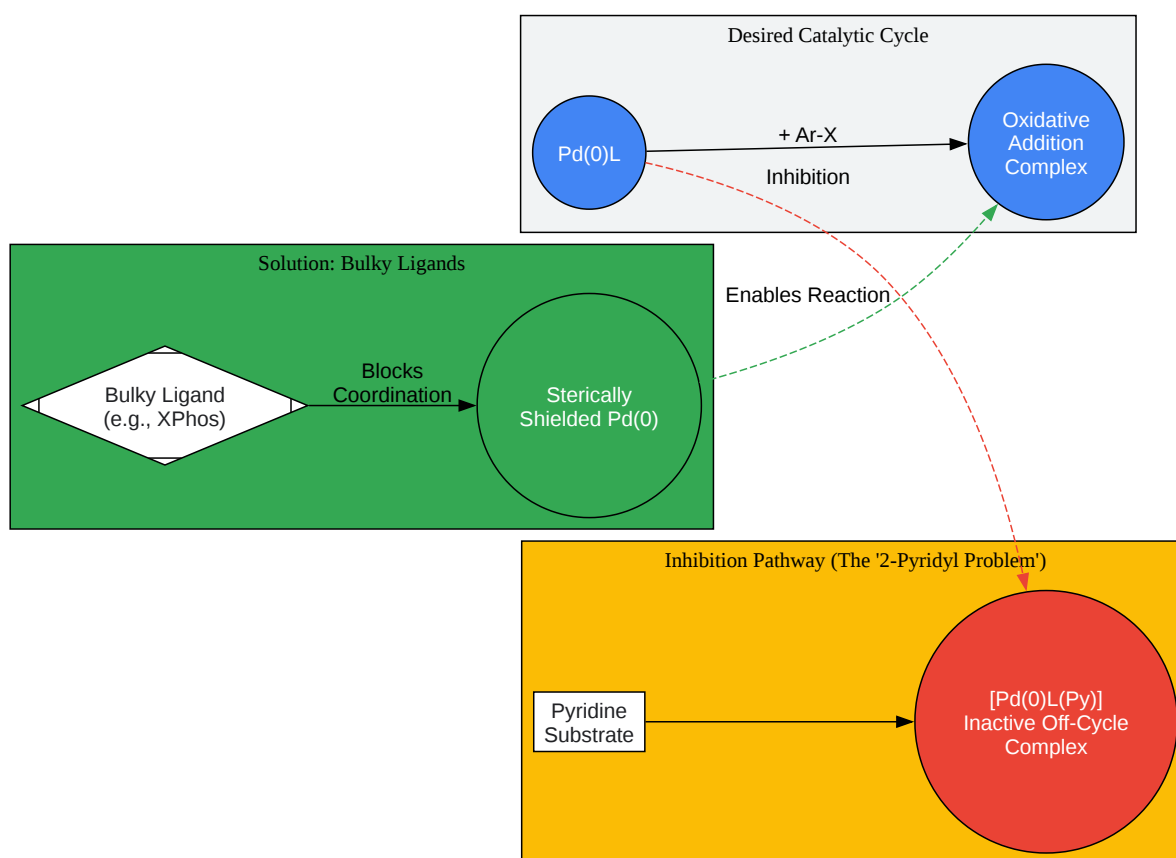 Desired Catalytic Cycle
Pd(0)L
+ Ar-X
Inhibition
Oxidative
Addition
Complex
Solution: Bulky Ligands
Bulky Ligand
(e.g., XPhos)
Blocks
Coordination
Sterically
Shielded Pd(0)
Enables Reaction
Inhibition Pathway (The '2-Pyridyl Problem')
Pyridine
Substrate
[Pd(0)L(Py)]
Inactive Off-Cycle
Complex